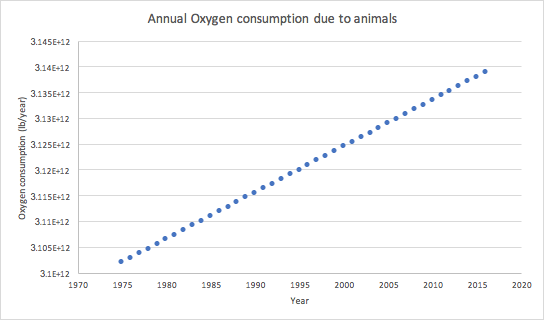 Annual Oxygen consumption due to animals
3.145E+12
3.14E+12
3.135E+12
3.13E+12
3.125E+12
3.12E+12
3.115E+12
3.11E+12
3.105E+12
3.1E+12
Oxygen consumption (lb/year)
1970 1975 1980 1985 1990 1995 2000 2005 2010 2015 2020
Year